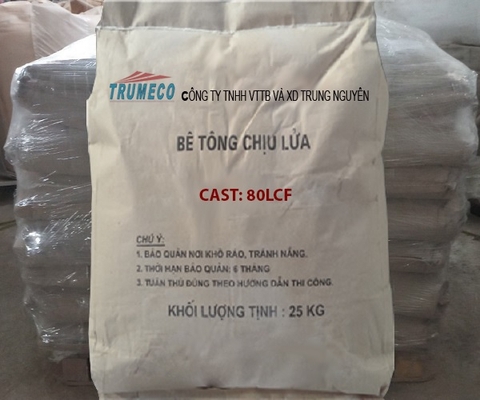 TRUMECO CÔNG TY TNHH VTTB VÀ XD TRUNG NGUYÊN
BÊ TÔNG CHỊU LỬA
CAST: 80LCF
CHÚ Ý:
1. BẢO QUẢN NƠI KHÔ RÁO, TRÁNH NẮNG.
2. THỜI HẠN BẢO QUẢN: 6 THÁNG
3. TUÂN THỦ ĐÚNG THEO HƯỚNG DẪN THI CÔNG.
KHỐI LƯỢNG TỊNH : 25 KG